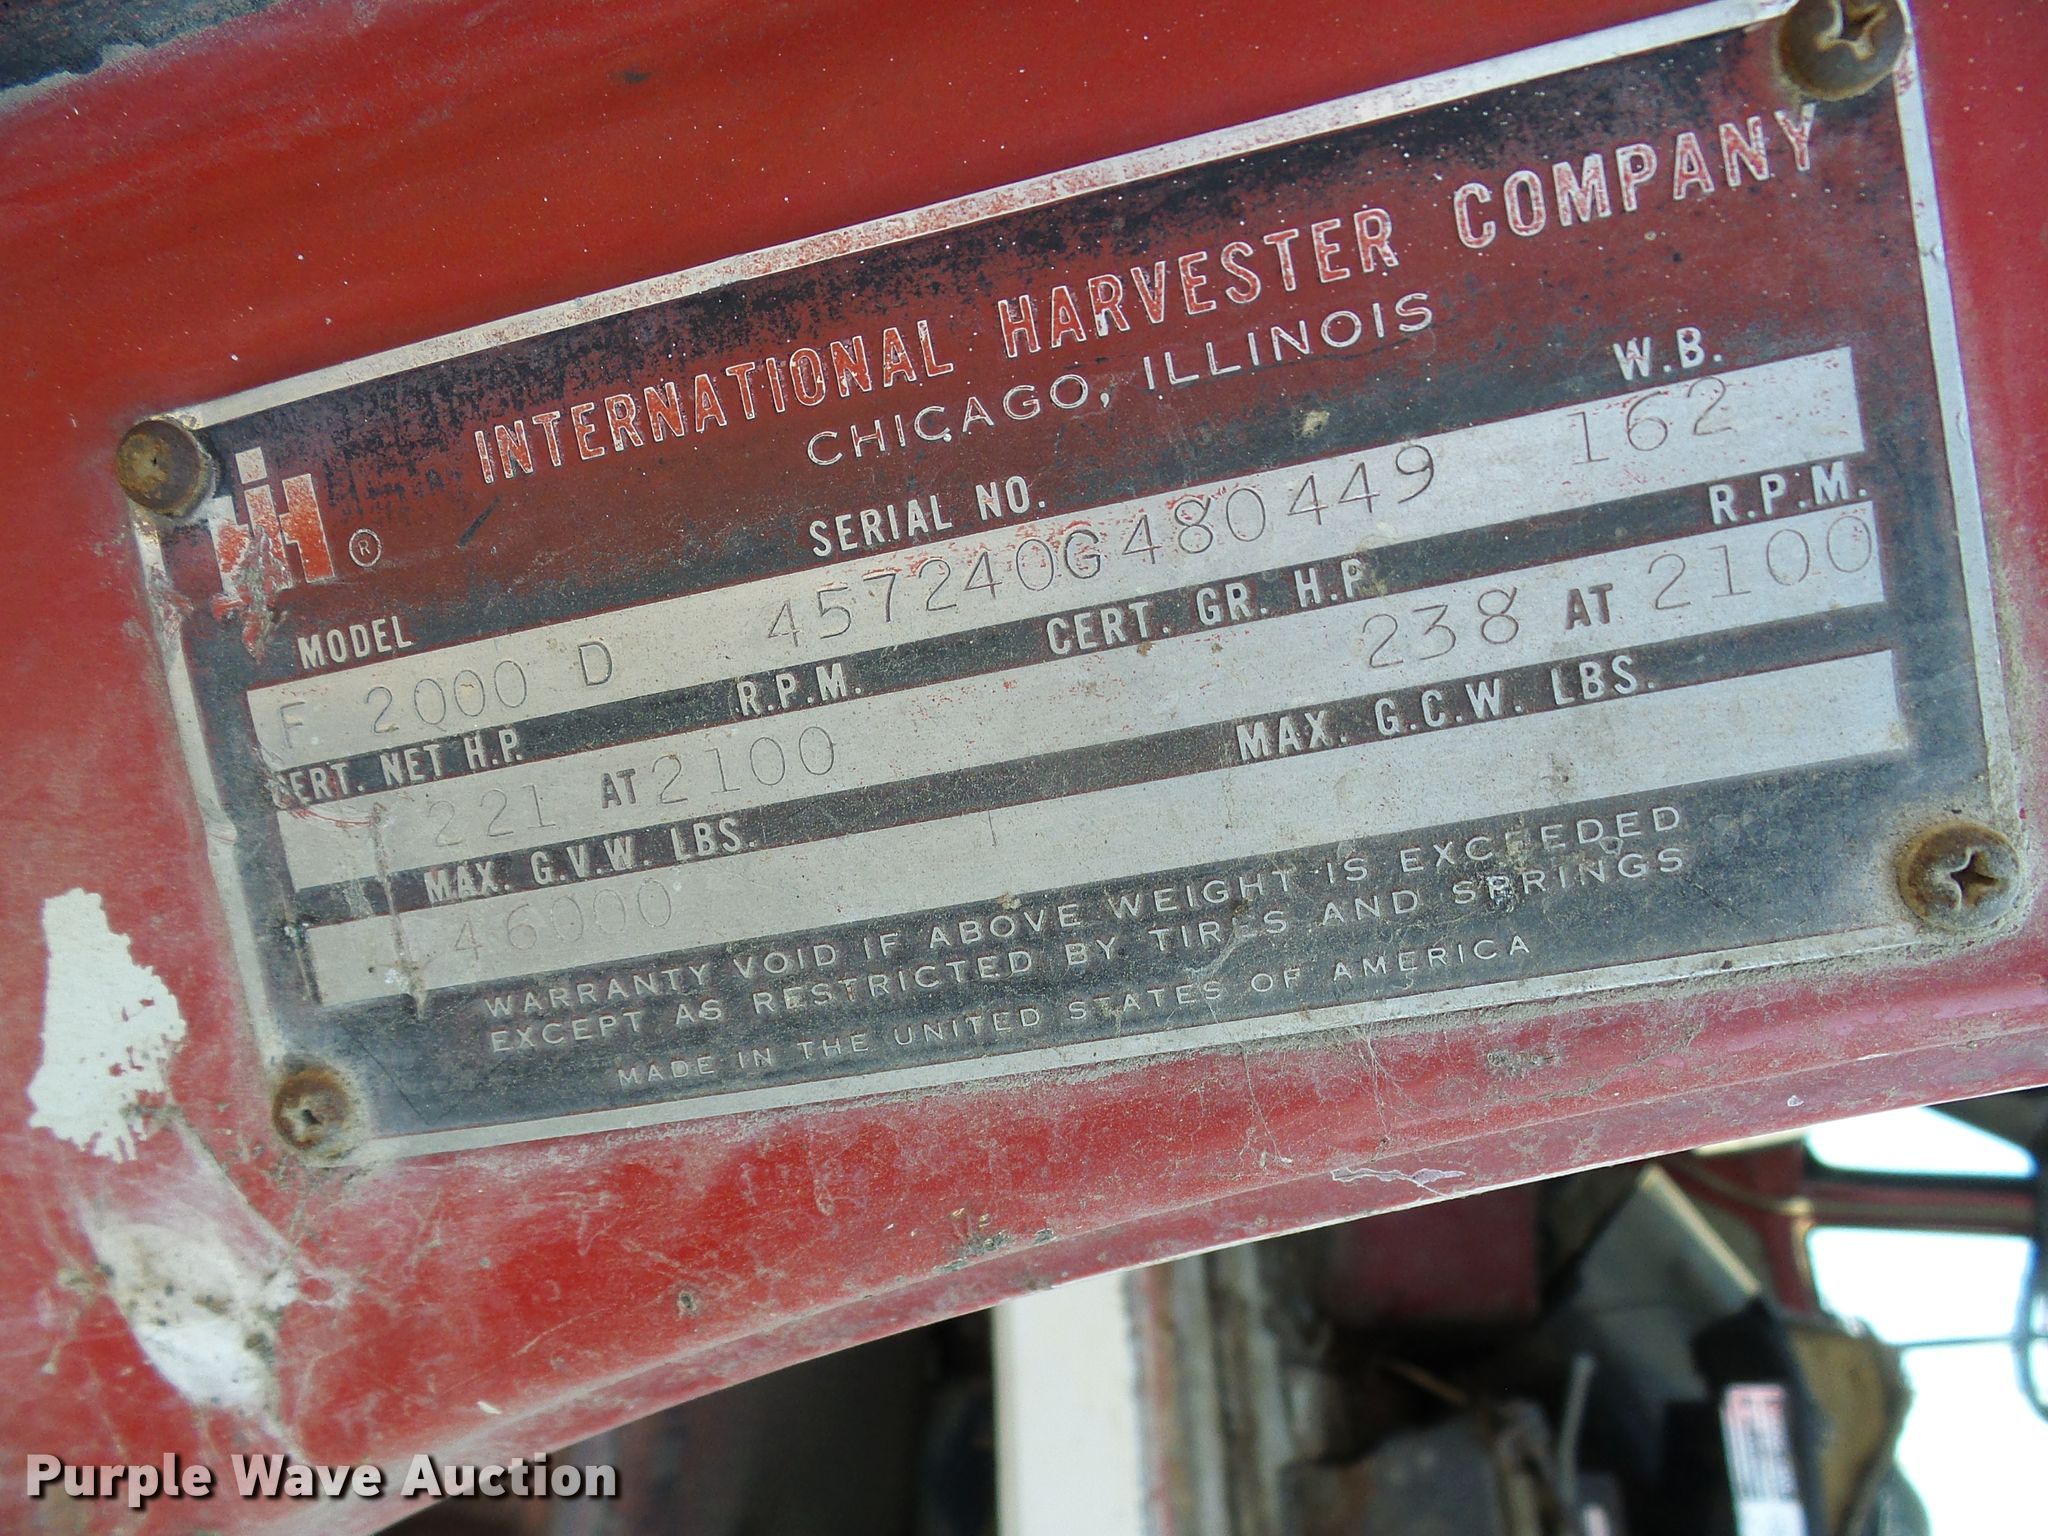 INTERNATIONAL HARVESTER COMPANY
CHICAGO, ILLINOIS
IH ®
MODEL SERIAL NO. W.B.
F 2000 D 457240G480449 162
CERT. NET H.P. R.P.M. CERT. GR. H.P. R.P.M.
221 AT 2100 238 AT 2100
MAX. G.V.W. LBS. MAX. G.C.W. LBS.
46000
WARRANTY VOID IF ABOVE WEIGHT IS EXCEEDED
EXCEPT AS RESTRICTED BY TIRES AND SPRINGS
MADE IN THE UNITED STATES OF AMERICA
Purple Wave Auction